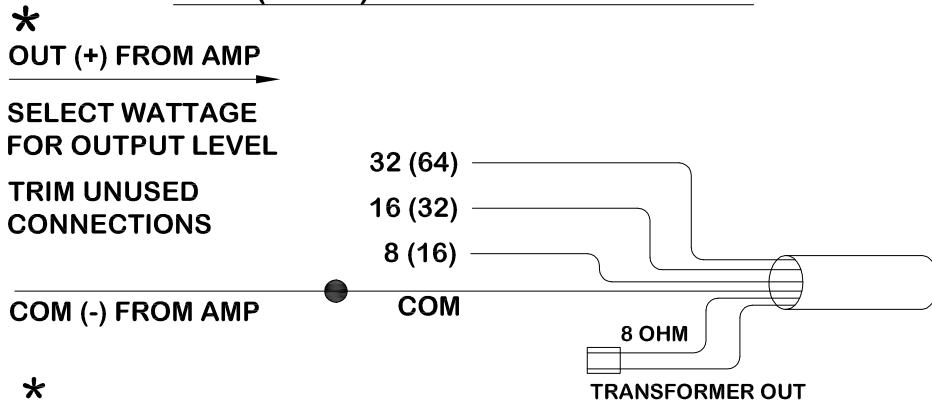 *
OUT (+) FROM AMP
SELECT WATTAGE
FOR OUTPUT LEVEL
TRIM UNUSED
CONNECTIONS
32 (64)
16 (32)
8 (16)
COM (-) FROM AMP
COM
8 OHM
TRANSFORMER OUT
*